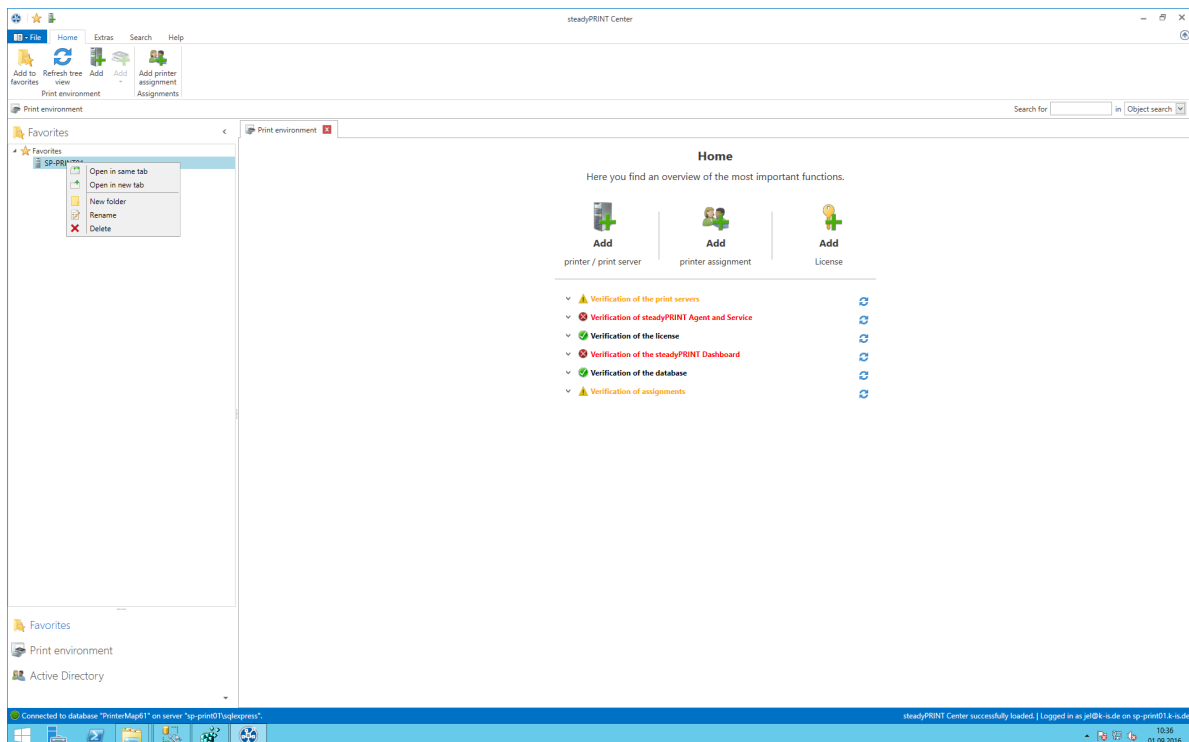 steadyPRINT Center
File Home Extras Search Help
Add to favorites
Refresh tree view
Add
Add
Add printer assignment
Print environment
Assignments
Print environment
Search for in Object search
Favorites
Print environment
Favorites
SP-PRINT01
Open in same tab
Open in new tab
New folder
Rename
Delete
Home
Here you find an overview of the most important functions.
Add
printer / print server
Add
printer assignment
Add
License
Verification of the print servers
Verification of steadyPRINT Agent and Service
Verification of the license
Verification of the steadyPRINT Dashboard
Verification of the database
Verification of assignments
Favorites
Print environment
Active Directory
Connected to database "PrinterMap61" on server "sp-print01\sqlexpress".
steadyPRINT Center successfully loaded. | Logged in as jel@k-is.de on sp-print01.k-is.de
10:36
01.09.2016